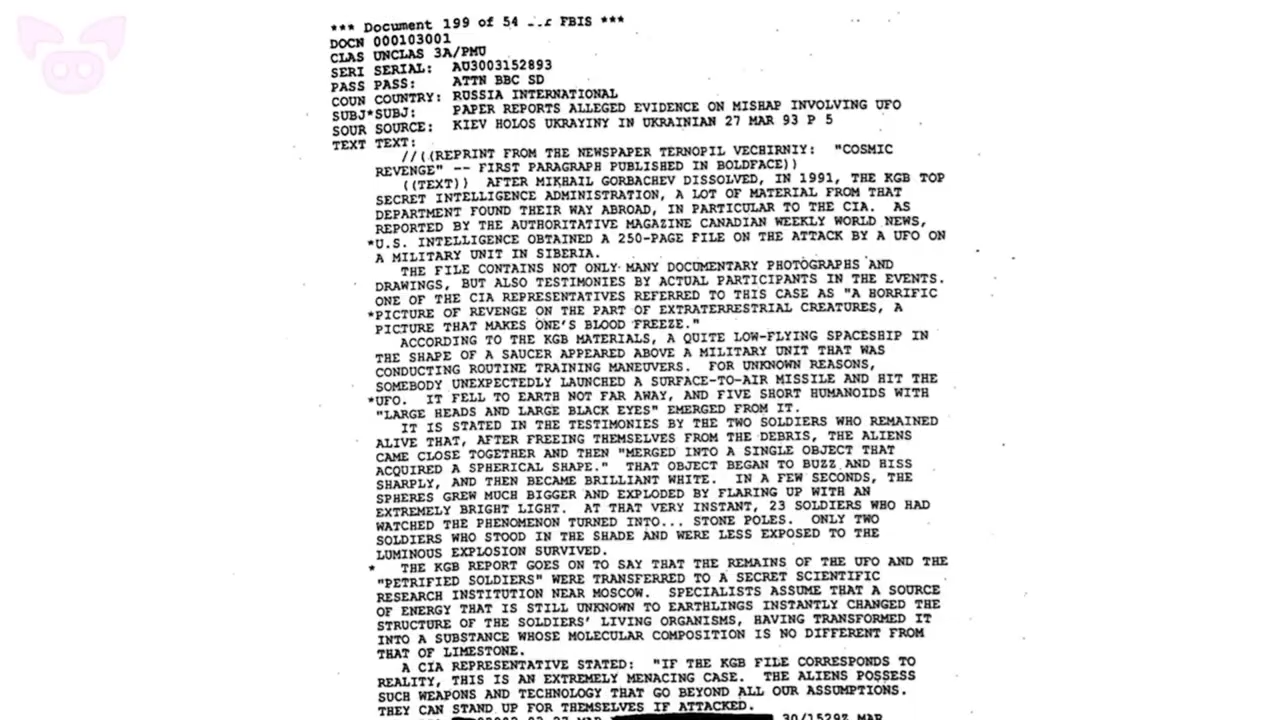 *** Document 199 of 54 FBIS ***
DOCN 000103001
CLAS UNCLAS 3A/PMU
SERI SERIAL: AU3003152893
PASS PASS: ATTN BBC SD
COUN COUNTRY: RUSSIA INTERNATIONAL
SUBJ*SUBJ: PAPER REPORTS ALLEGED EVIDENCE ON MISHAP INVOLVING UFO
SOUR SOURCE: KIEV HOLOS UKRAYINY IN UKRAINIAN 27 MAR 93 P 5
TEXT TEXT:
//((REPRINT FROM THE NEWSPAPER TERNOPIL VECHIRNIY: "COSMIC
REVENGE" -- FIRST PARAGRAPH PUBLISHED IN BOLDFACE))
((TEXT)) AFTER MIKHAIL GORBACHEV DISSOLVED, IN 1991, THE KGB TOP
SECRET INTELLIGENCE ADMINISTRATION, A LOT OF MATERIAL FROM THAT
DEPARTMENT FOUND THEIR WAY ABROAD, IN PARTICULAR TO THE CIA. AS
REPORTED BY THE AUTHORITATIVE MAGAZINE CANADIAN WEEKLY WORLD NEWS,
*U.S. INTELLIGENCE OBTAINED A 250-PAGE FILE ON THE ATTACK BY A UFO ON
A MILITARY UNIT IN SIBERIA.
THE FILE CONTAINS NOT ONLY MANY DOCUMENTARY PHOTOGRAPHS AND
DRAWINGS, BUT ALSO TESTIMONIES BY ACTUAL PARTICIPANTS IN THE EVENTS.
ONE OF THE CIA REPRESENTATIVES REFERRED TO THIS CASE AS "A HORRIFIC
*PICTURE OF REVENGE ON THE PART OF EXTRATERRESTRIAL CREATURES, A
PICTURE THAT MAKES ONE'S BLOOD FREEZE."
ACCORDING TO THE KGB MATERIALS, A QUITE LOW-FLYING SPACESHIP IN
THE SHAPE OF A SAUCER APPEARED ABOVE A MILITARY UNIT THAT WAS
CONDUCTING ROUTINE TRAINING MANEUVERS. FOR UNKNOWN REASONS,
SOMEBODY UNEXPECTEDLY LAUNCHED A SURFACE-TO-AIR MISSILE AND HIT THE
*UFO. IT FELL TO EARTH NOT FAR AWAY, AND FIVE SHORT HUMANOIDS WITH
"LARGE HEADS AND LARGE BLACK EYES" EMERGED FROM IT.
IT IS STATED IN THE TESTIMONIES BY THE TWO SOLDIERS WHO REMAINED
ALIVE THAT, AFTER FREEING THEMSELVES FROM THE DEBRIS, THE ALIENS
CAME CLOSE TOGETHER AND THEN "MERGED INTO A SINGLE OBJECT THAT
ACQUIRED A SPHERICAL SHAPE." THAT OBJECT BEGAN TO BUZZ AND HISS
SHARPLY, AND THEN BECAME BRILLIANT WHITE. IN A FEW SECONDS, THE
SPHERES GREW MUCH BIGGER AND EXPLODED BY FLARING UP WITH AN
EXTREMELY BRIGHT LIGHT. AT THAT VERY INSTANT, 23 SOLDIERS WHO HAD
WATCHED THE PHENOMENON TURNED INTO... STONE POLES. ONLY TWO
SOLDIERS WHO STOOD IN THE SHADE AND WERE LESS EXPOSED TO THE
LUMINOUS EXPLOSION SURVIVED.
* THE KGB REPORT GOES ON TO SAY THAT THE REMAINS OF THE UFO AND THE
"PETRIFIED SOLDIERS" WERE TRANSFERRED TO A SECRET SCIENTIFIC
RESEARCH INSTITUTION NEAR MOSCOW. SPECIALISTS ASSUME THAT A SOURCE
OF ENERGY THAT IS STILL UNKNOWN TO EARTHLINGS INSTANTLY CHANGED THE
STRUCTURE OF THE SOLDIERS' LIVING ORGANISMS, HAVING TRANSFORMED IT
INTO A SUBSTANCE WHOSE MOLECULAR COMPOSITION IS NO DIFFERENT FROM
THAT OF LIMESTONE.
A CIA REPRESENTATIVE STATED: "IF THE KGB FILE CORRESPONDS TO
REALITY, THIS IS AN EXTREMELY MENACING CASE. THE ALIENS POSSESS
SUCH WEAPONS AND TECHNOLOGY THAT GO BEYOND ALL OUR ASSUMPTIONS.
THEY CAN STAND UP FOR THEMSELVES IF ATTACKED.
27 MAR 30/1529Z MAR